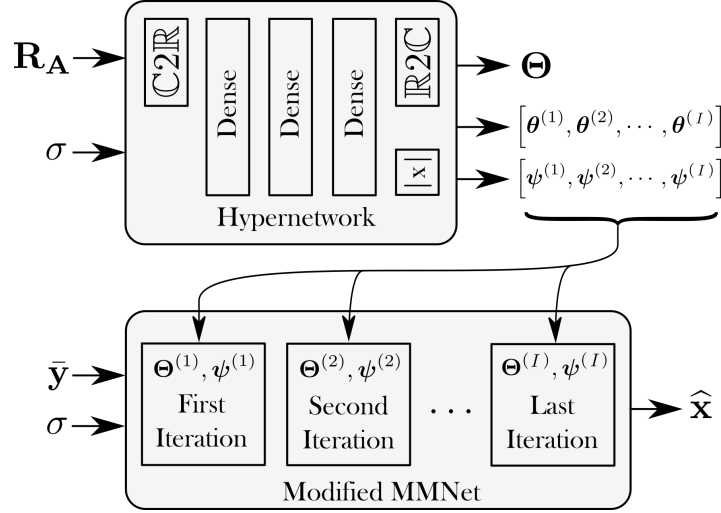 R_A
σ
ℂ2ℝ
Dense
Dense
Dense
ℝ2ℂ
|x|
Hypernetwork
Θ
[θ^(1), θ^(2), ⋯, θ^(I)]
[ψ^(1), ψ^(2), ⋯, ψ^(I)]
ȳ
σ
Θ^(1), ψ^(1)
First
Iteration
Θ^(2), ψ^(2)
Second
Iteration
...
Θ^(I), ψ^(I)
Last
Iteration
x̂
Modified MMNet